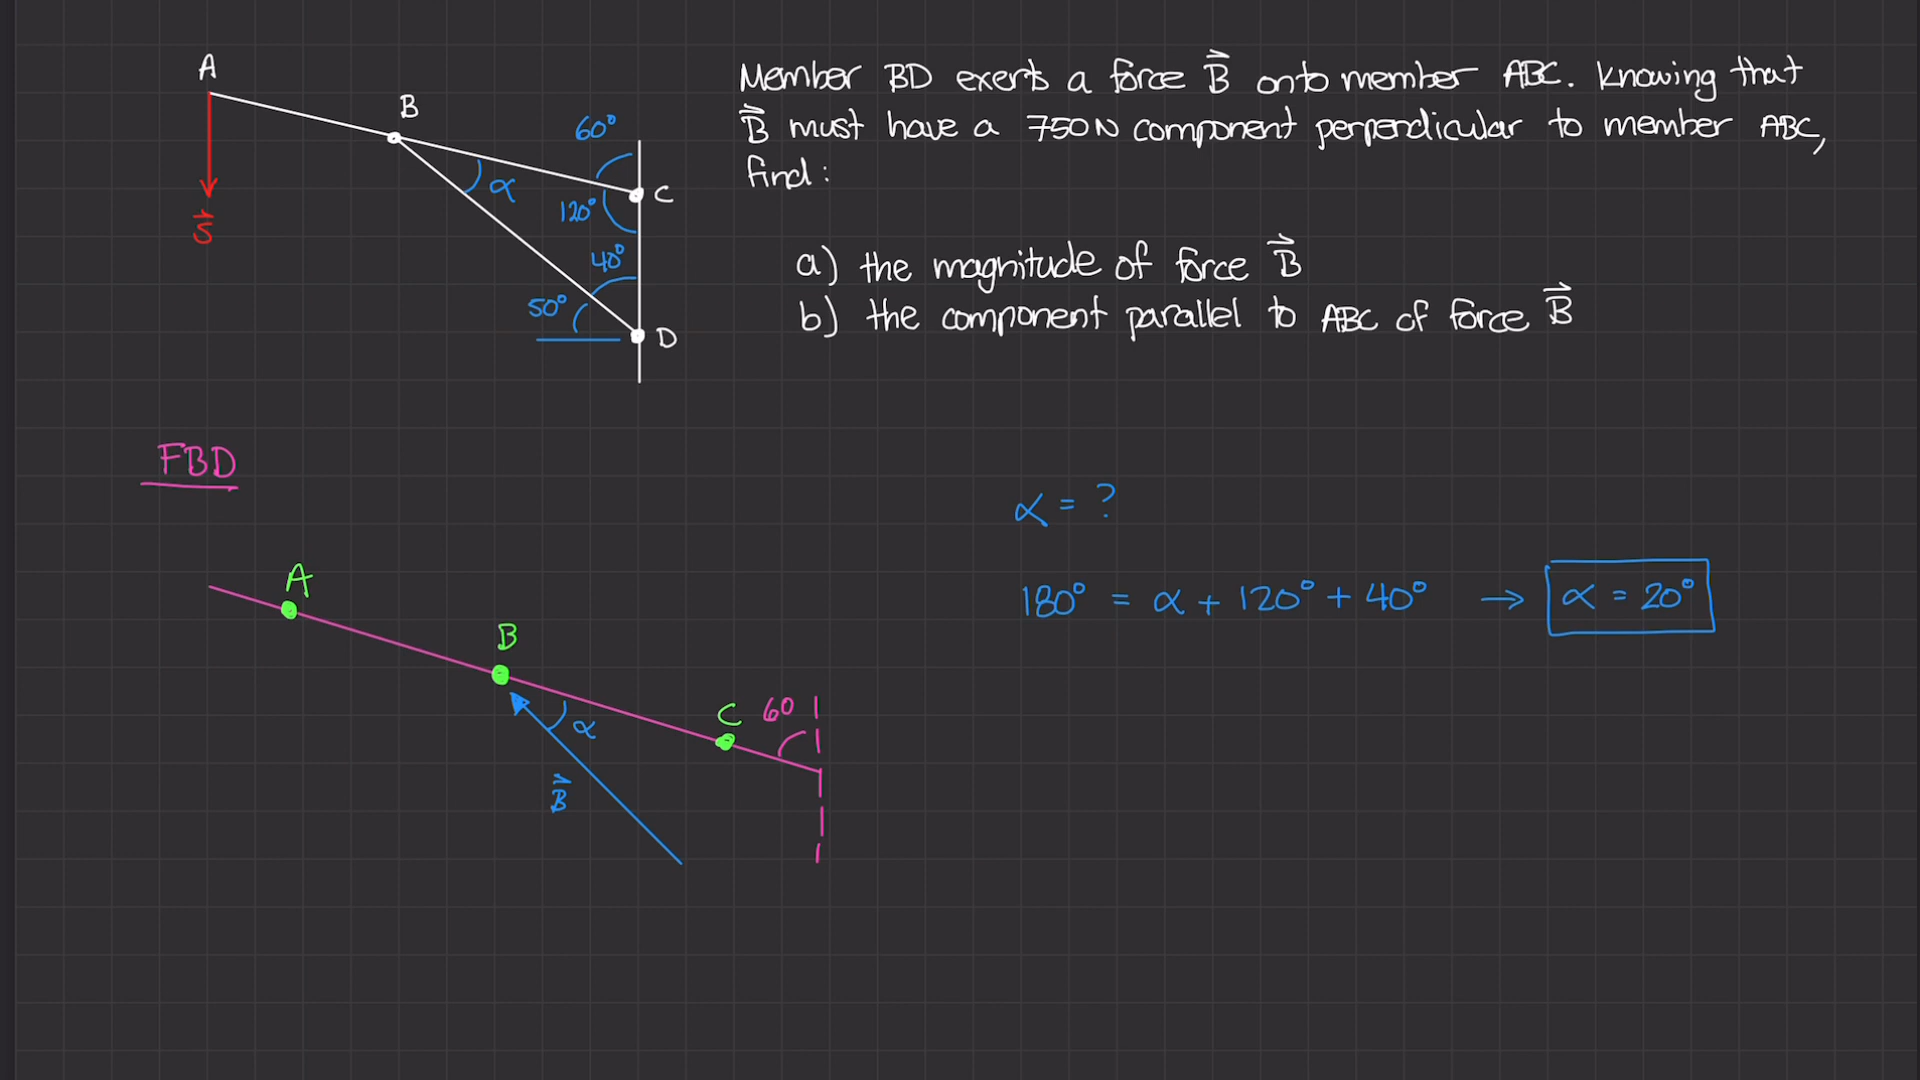 A
B
60°
α
C
120°
40°
50°
D
S
Member BD exerts a force B onto member ABC. Knowing that
B must have a 750N component perpendicular to member ABC,
find:
a) the magnitude of force B
b) the component parallel to ABC of force B
FBD
A
B
C
60
α
B
α = ?
180° = α + 120° + 40° → α = 20°